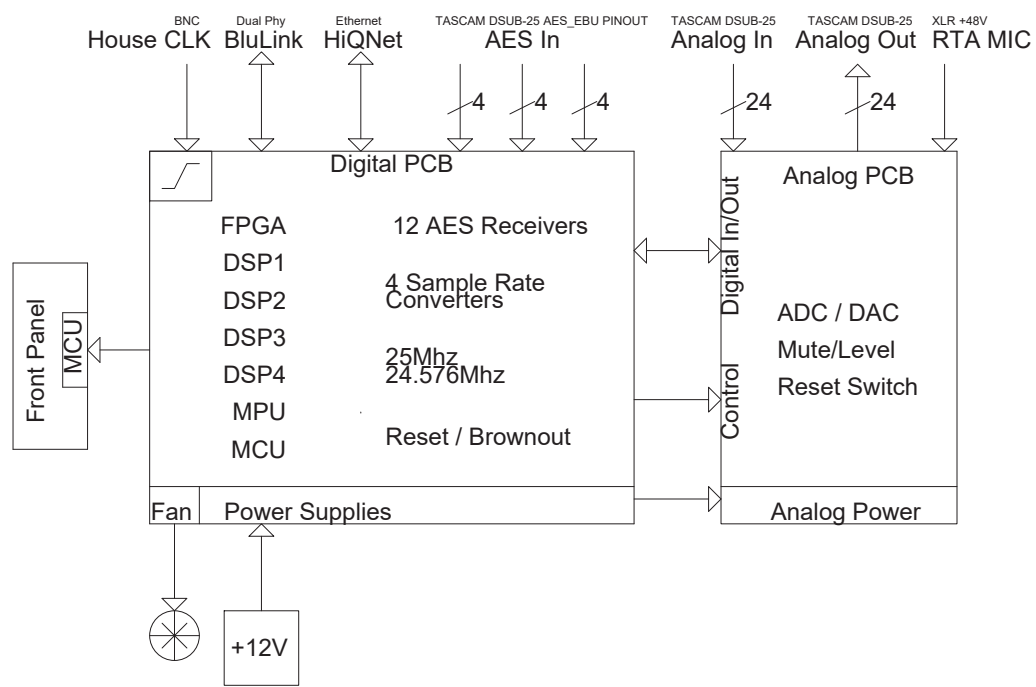 BNC
House CLK
Dual Phy
BluLink
Ethernet
HiQNet
TASCAM DSUB-25 AES_EBU PINOUT
AES In
TASCAM DSUB-25
Analog In
TASCAM DSUB-25
Analog Out
XLR +48V
RTA MIC
4
4
4
24
24
Digital PCB
FPGA
DSP1
DSP2
DSP3
DSP4
MPU
MCU
12 AES Receivers
4 Sample Rate
Converters
25Mhz
24.576Mhz
Reset / Brownout
Front Panel
MCU
Fan
Power Supplies
+12V
Analog PCB
Digital In/Out
Control
ADC / DAC
Mute/Level
Reset Switch
Analog Power